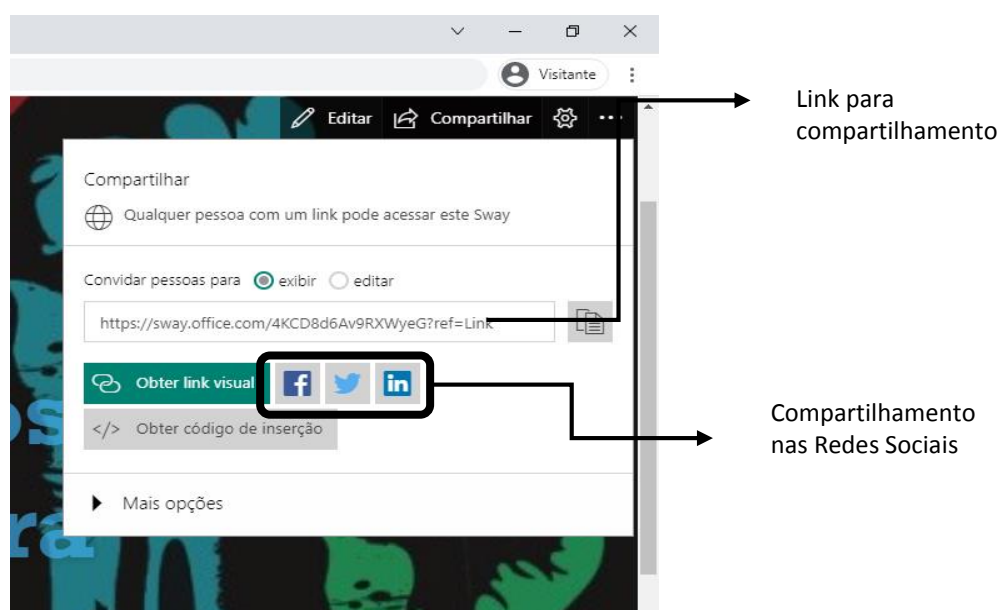 Visitante
Editar Compartilhar
Link para
compartilhamento
Compartilhar
Qualquer pessoa com um link pode acessar este Sway
Convidar pessoas para exibir editar
https://sway.office.com/4KCD8d6Av9RXWyeG?ref=Link
Obter link visual
</> Obter código de inserção
Compartilhamento
nas Redes Sociais
Mais opções